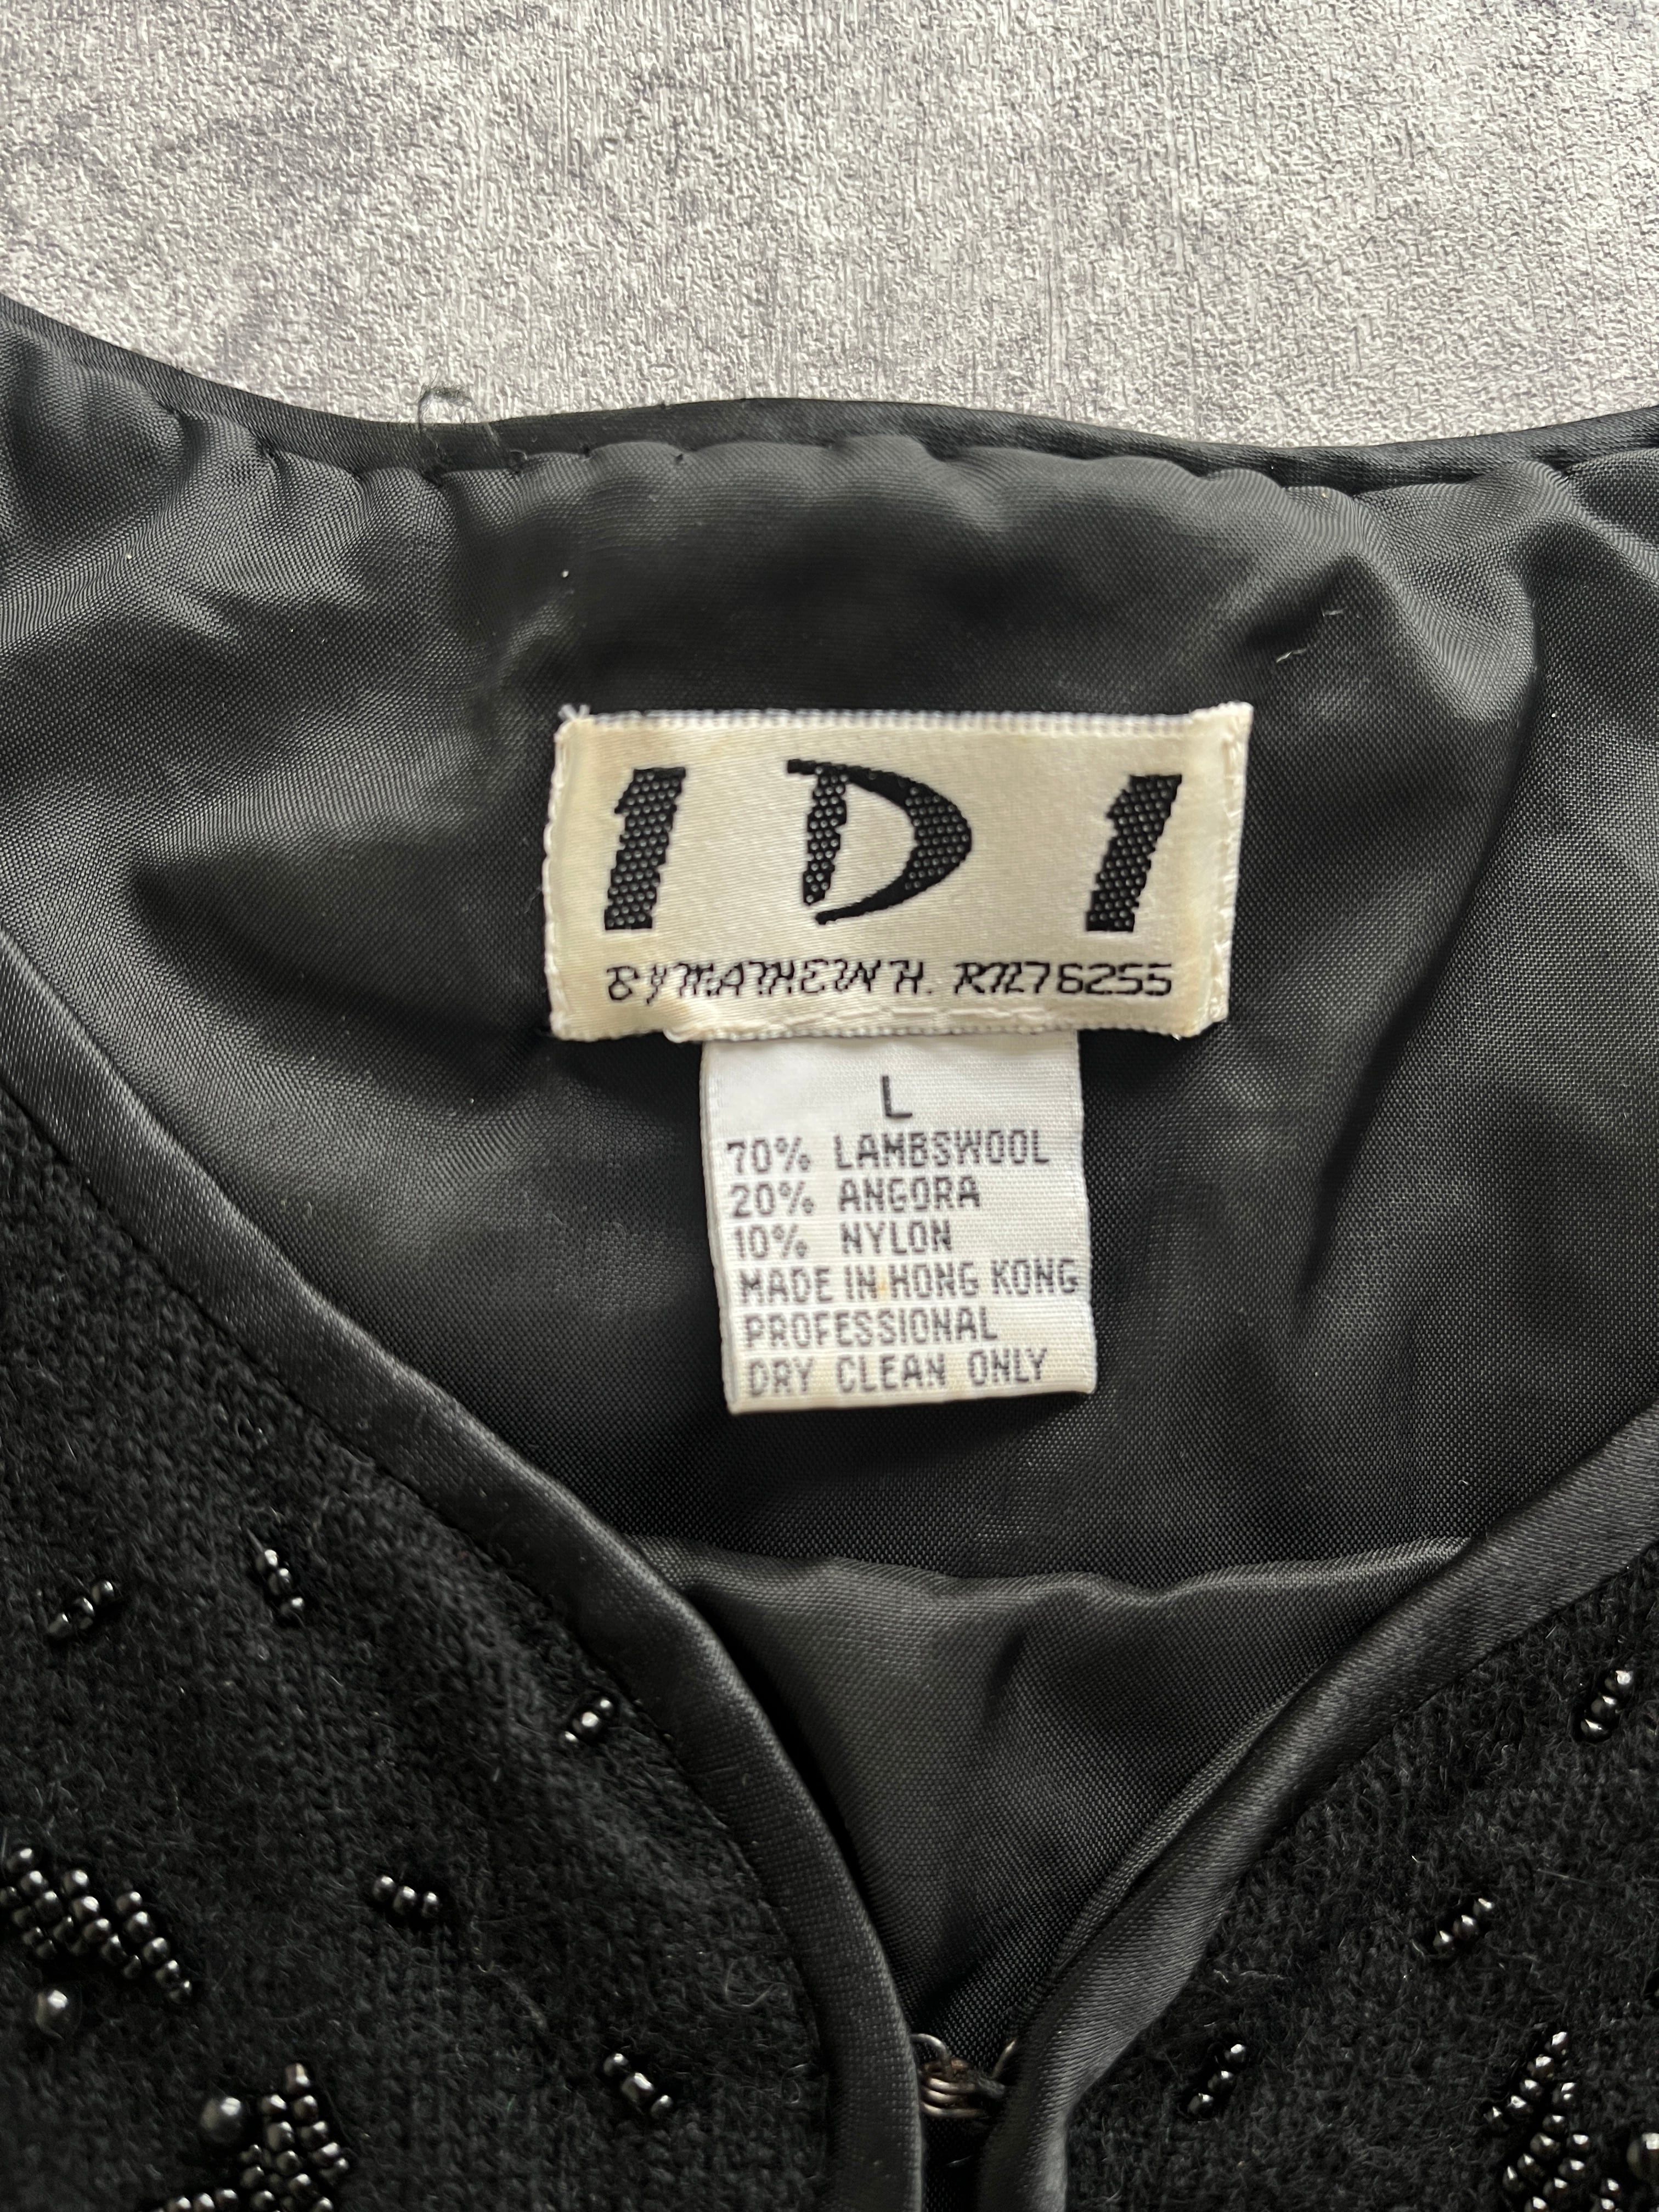 IDI
BY MATHEW H. RN76255
L
70% LAMBSWOOL
20% ANGORA
10% NYLON
MADE IN HONG KONG
PROFESSIONAL
DRY CLEAN ONLY